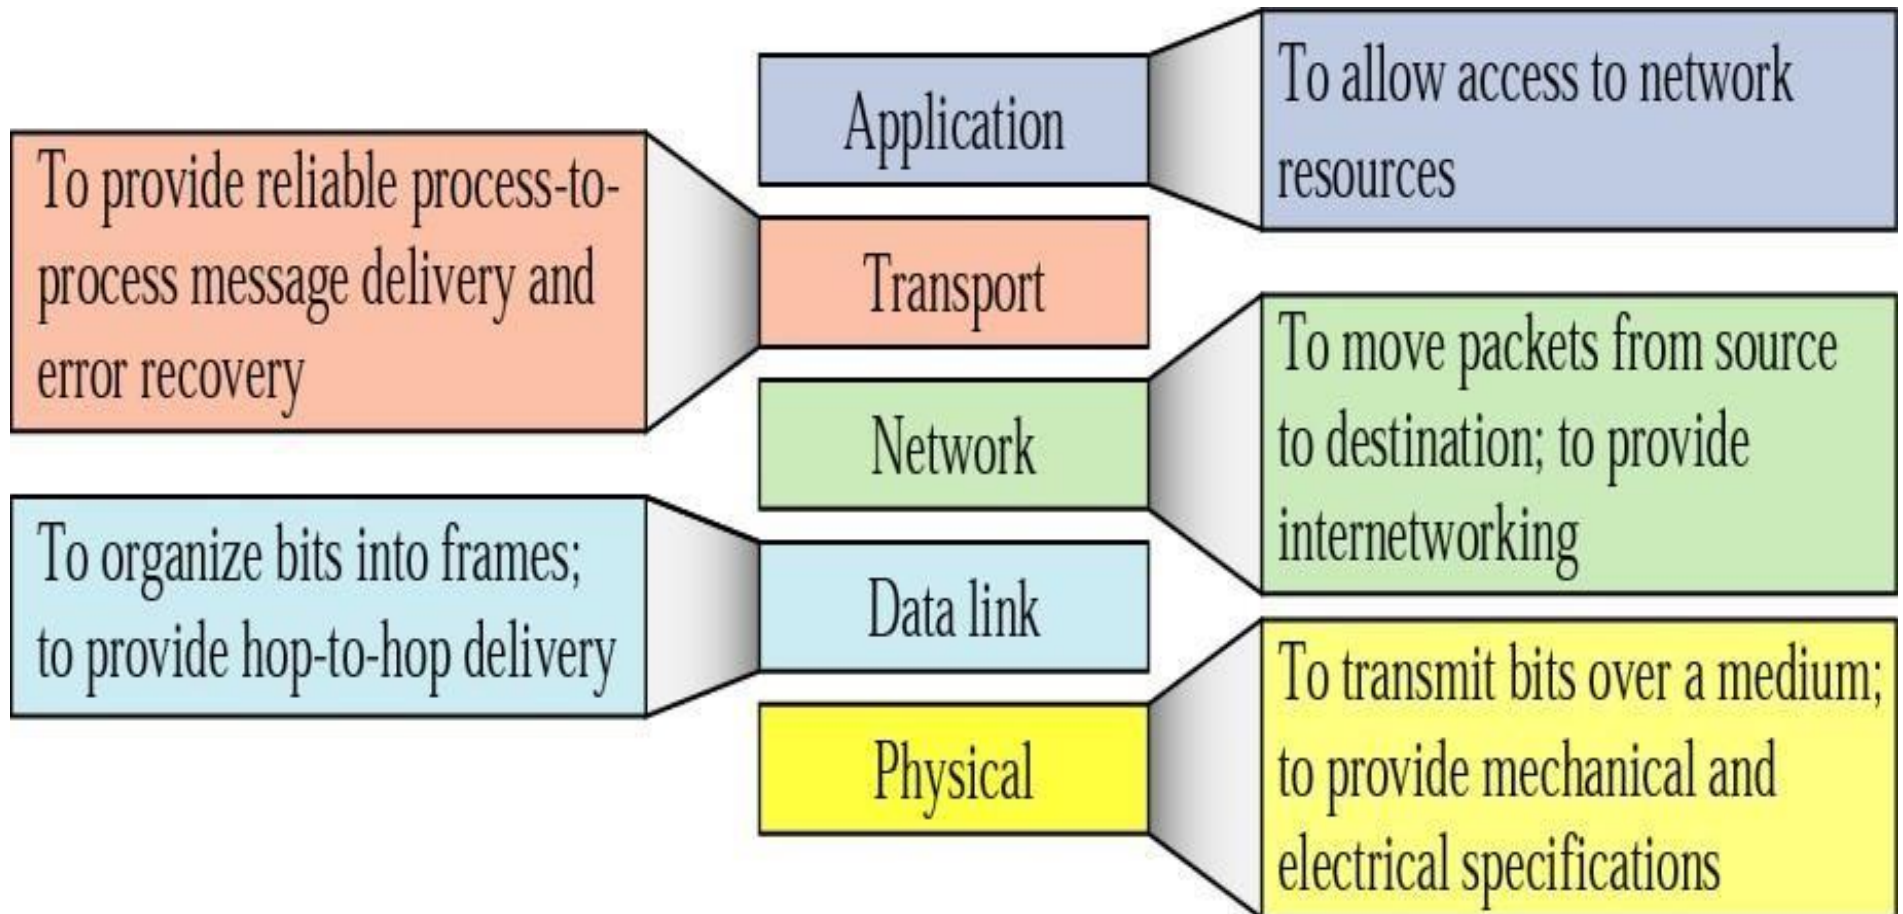 Application
To allow access to network
resources
To provide reliable process-to-
process message delivery and
error recovery
Transport
Network
To move packets from source
to destination; to provide
internetworking
To organize bits into frames;
to provide hop-to-hop delivery
Data link
Physical
To transmit bits over a medium;
to provide mechanical and
electrical specifications